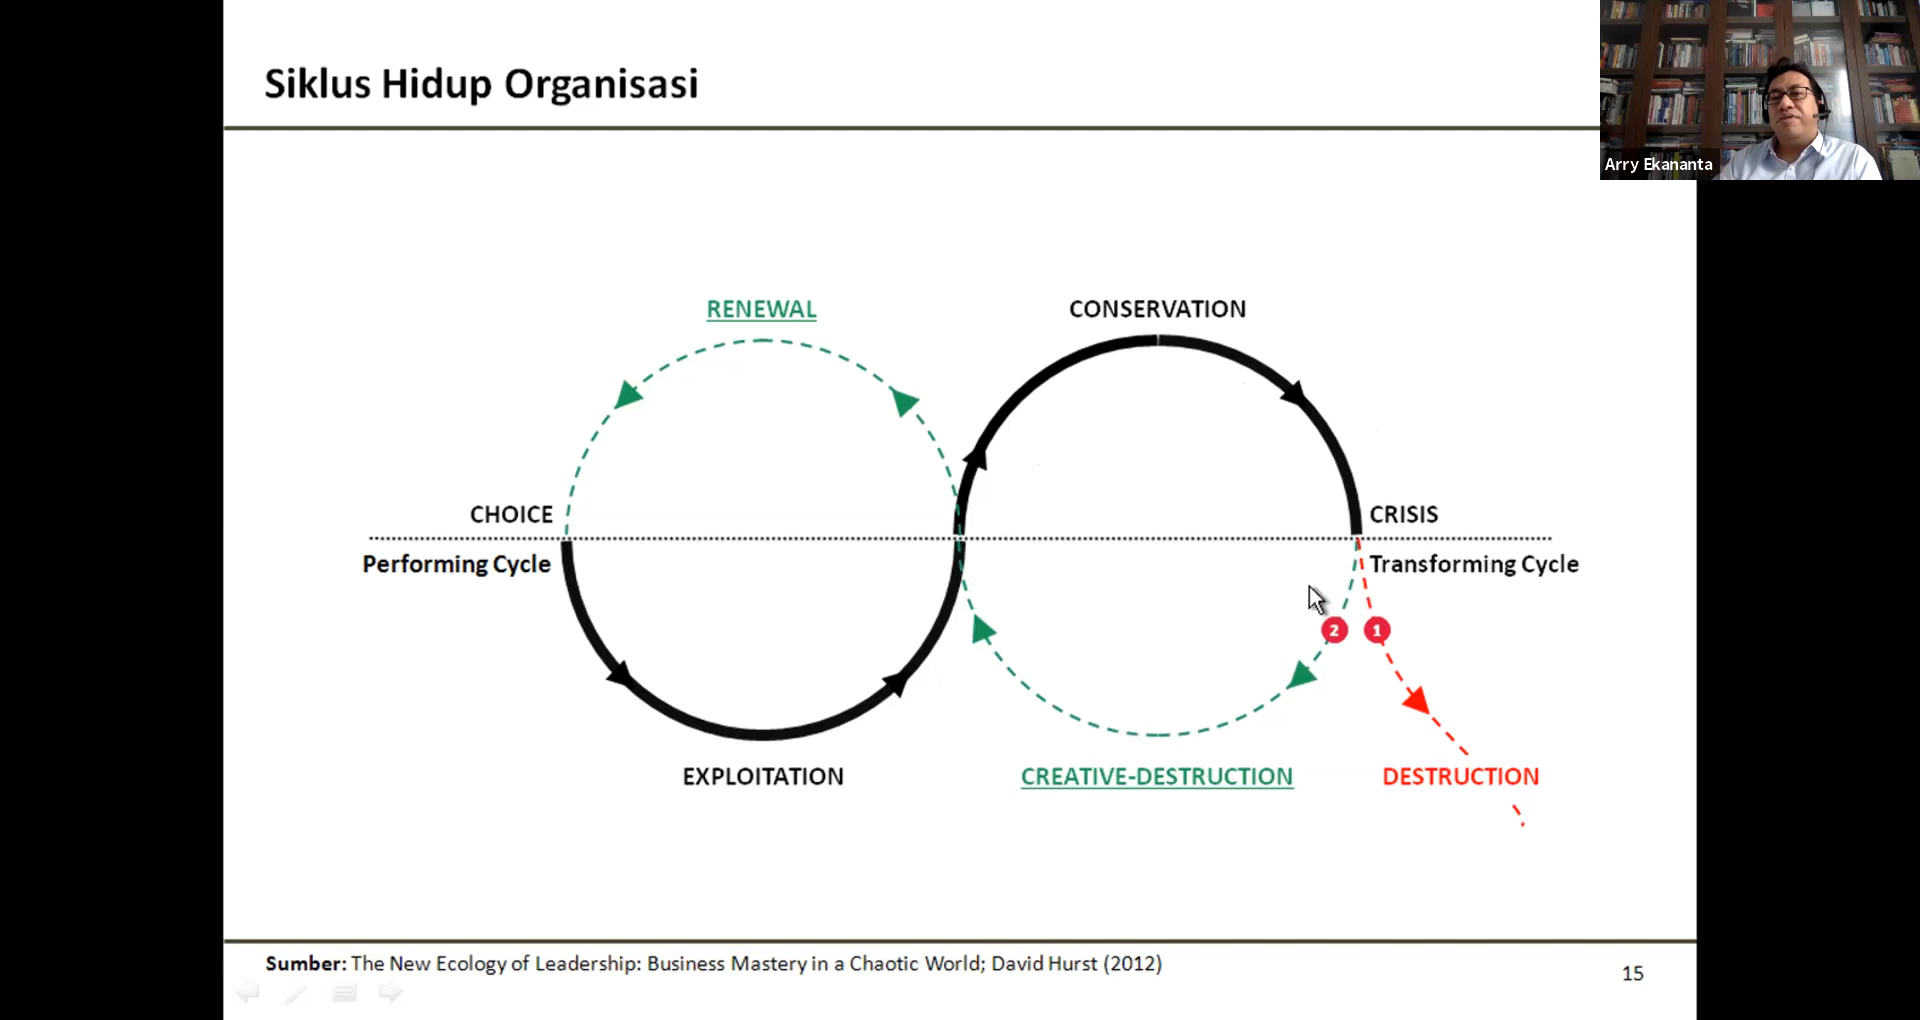 Siklus Hidup Organisasi
Arry Ekananta
RENEWAL
CONSERVATION
CHOICE
CRISIS
Performing Cycle
Transforming Cycle
2
1
EXPLOITATION
CREATIVE-DESTRUCTION
DESTRUCTION
Sumber: The New Ecology of Leadership: Business Mastery in a Chaotic World; David Hurst (2012)
15